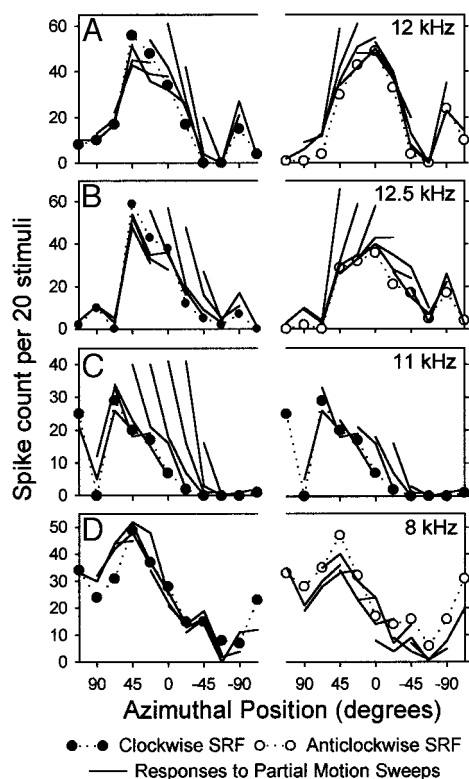 A
12 kHz
60
40
20
0
B
12.5 kHz
60
40
20
0
C
11 kHz
40
30
20
10
0
D
8 kHz
50
40
30
20
10
0
Spike count per 20 stimuli
90 45 0 -45 -90 90 45 0 -45 -90
Azimuthal Position (degrees)
Clockwise SRF Anticlockwise SRF
Responses to Partial Motion Sweeps